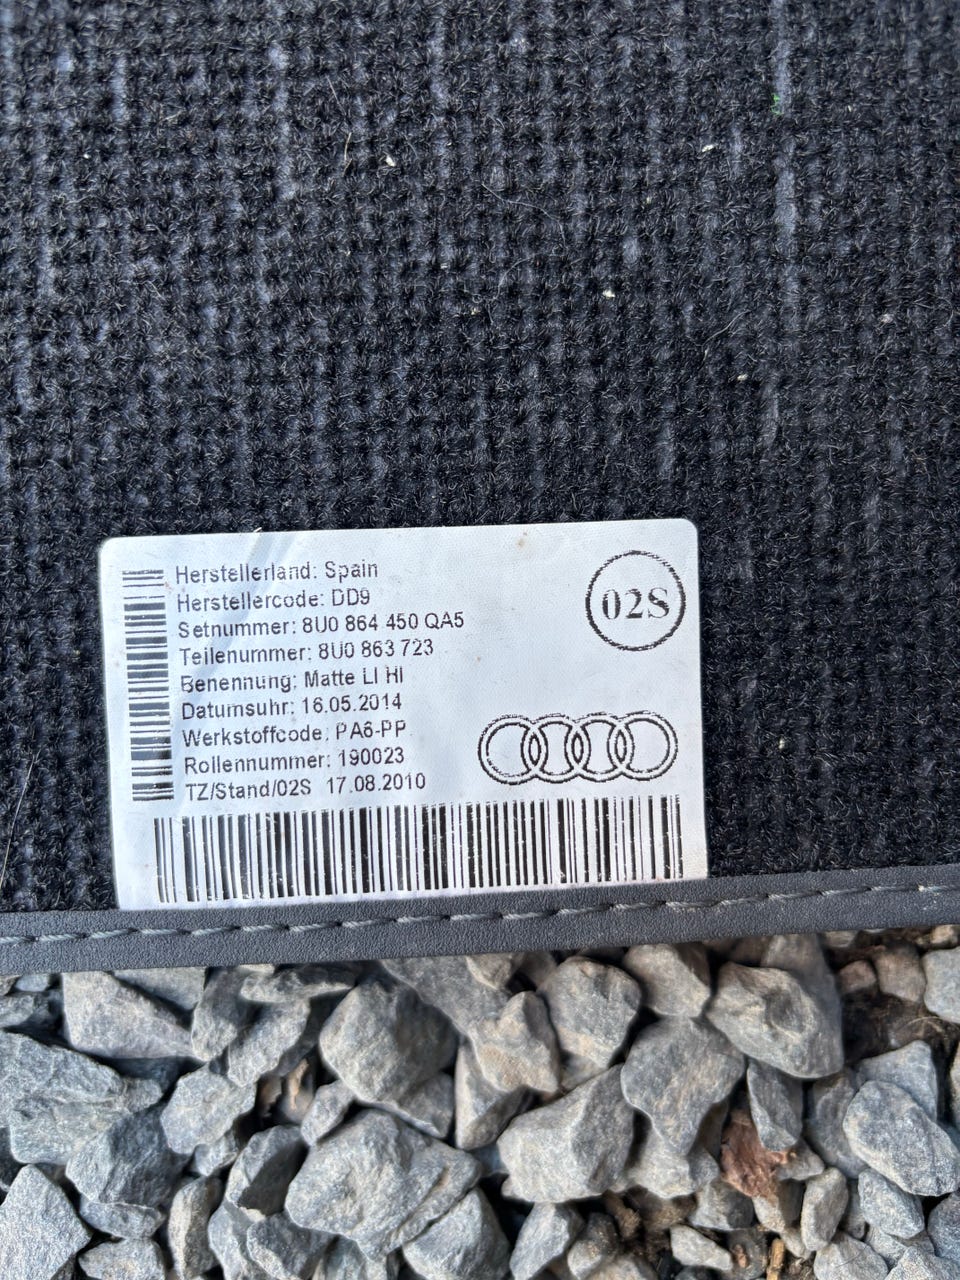 Herstellerland: Spain
Herstellercode: DD9
Setnummer: 8U0 864 450 QA5
Teilenummer: 8U0 863 723
Benennung: Matte LI HI
Datumsuhr: 16.05.2014
Werkstoffcode: PA6-PP
Rollennummer: 190023
TZ/Stand/02S 17.08.2010
02S